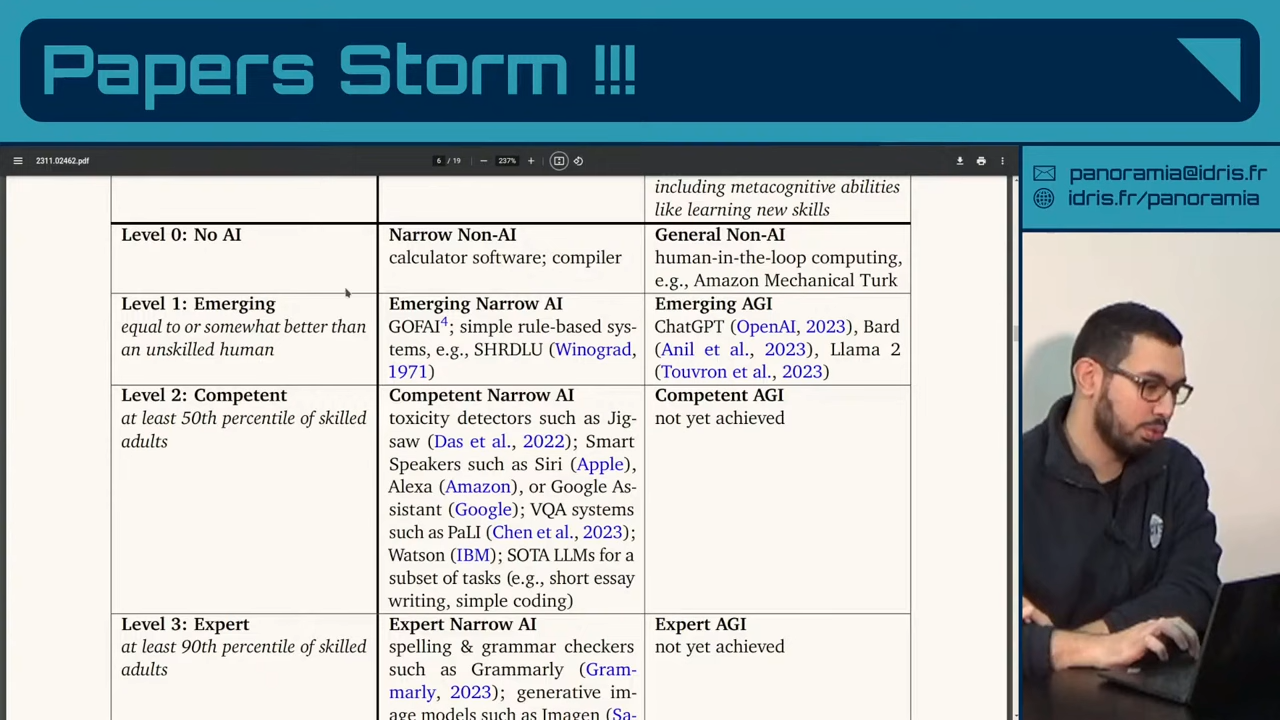 Papers Storm !!!
2311.02462.pdf
6 / 19
237%
panoramia@idris.fr
idris.fr/panoramia
including metacognitive abilities
like learning new skills
Level 0: No AI
Narrow Non-AI
calculator software; compiler
General Non-AI
human-in-the-loop computing,
e.g., Amazon Mechanical Turk
Level 1: Emerging
equal to or somewhat better than
an unskilled human
Emerging Narrow AI
GOFAI4; simple rule-based sys-
tems, e.g., SHRDLU (Winograd,
1971)
Emerging AGI
ChatGPT (OpenAI, 2023), Bard
(Anil et al., 2023), Llama 2
(Touvron et al., 2023)
Level 2: Competent
at least 50th percentile of skilled
adults
Competent Narrow AI
toxicity detectors such as Jig-
saw (Das et al., 2022); Smart
Speakers such as Siri (Apple),
Alexa (Amazon), or Google As-
sistant (Google); VQA systems
such as PaLI (Chen et al., 2023);
Watson (IBM); SOTA LLMs for a
subset of tasks (e.g., short essay
writing, simple coding)
Competent AGI
not yet achieved
Level 3: Expert
at least 90th percentile of skilled
adults
Expert Narrow AI
spelling & grammar checkers
such as Grammarly (Gram-
marly, 2023); generative im-
age models such as Imagen (Sa-
Expert AGI
not yet achieved